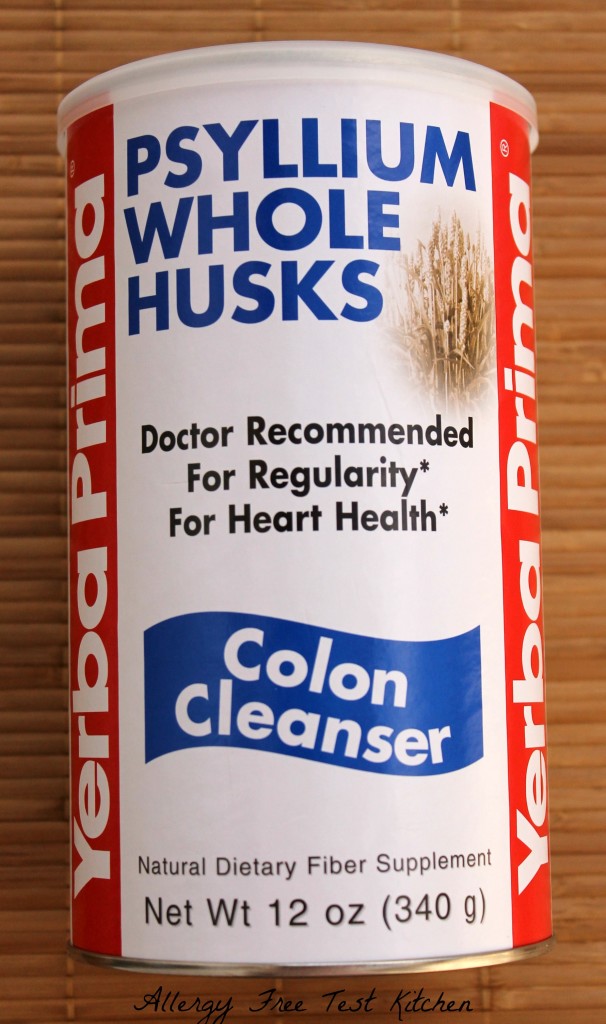 PSYLLIUM
WHOLE
HUSKS
Yerba Prima®
Yerba Prima®
Doctor Recommended
For Regularity*
For Heart Health*
Colon
Cleanser
Natural Dietary Fiber Supplement
Net Wt 12 oz (340 g)
Allergy Free Test Kitchen